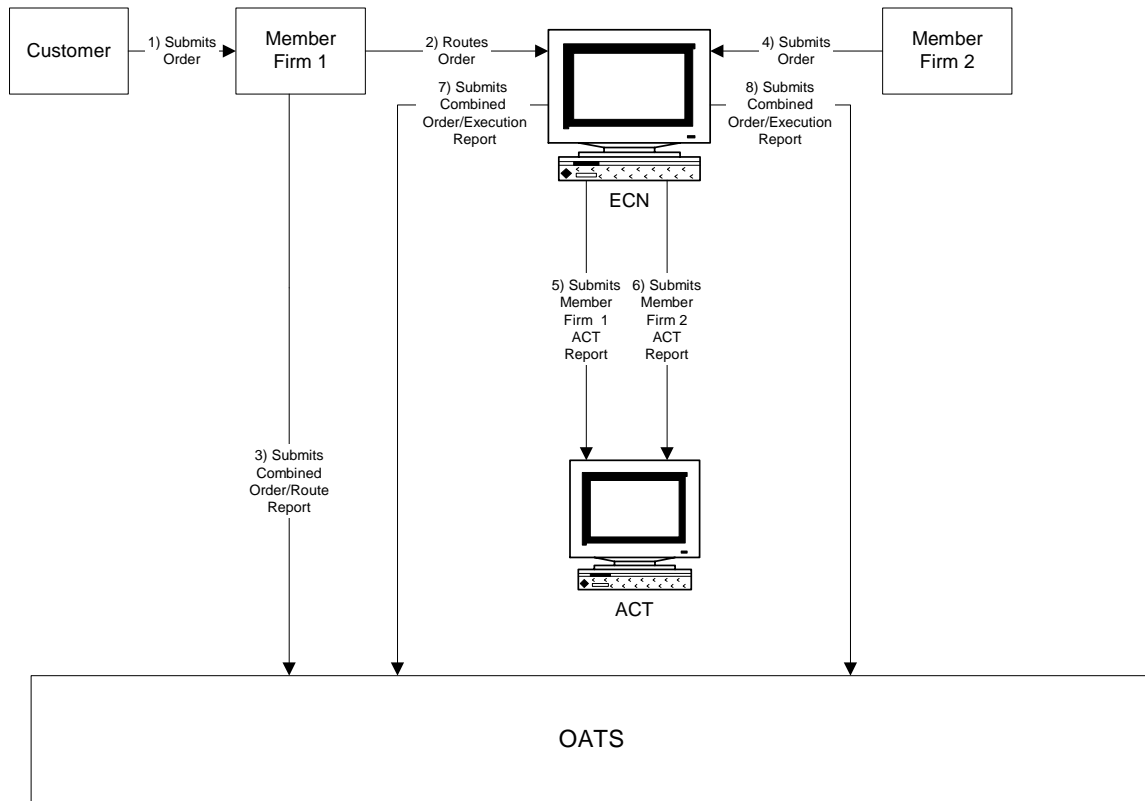 Customer
1) Submits
Order
Member
Firm 1
2) Routes
Order
4) Submits
Order
Member
Firm 2
7) Submits
Combined
Order/Execution
Report
8) Submits
Combined
Order/Execution
Report
ECN
5) Submits
Member
Firm 1
ACT
Report
6) Submits
Member
Firm 2
ACT
Report
3) Submits
Combined
Order/Route
Report
ACT
OATS